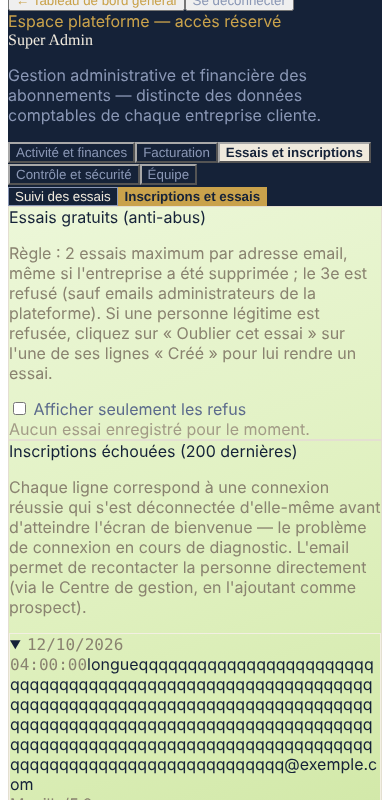 ← Tableau de bord général Se déconnecter
Espace plateforme — accès réservé
Super Admin
Gestion administrative et financière des
abonnements — distincte des données
comptables de chaque entreprise cliente.
Activité et finances Facturation Essais et inscriptions
Contrôle et sécurité Équipe
Suivi des essais Inscriptions et essais
Essais gratuits (anti-abus)
Règle : 2 essais maximum par adresse email,
même si l'entreprise a été supprimée ; le 3e est
refusé (sauf emails administrateurs de la
plateforme). Si une personne légitime est
refusée, cliquez sur « Oublier cet essai » sur
l'une de ses lignes « Créé » pour lui rendre un
essai.
Afficher seulement les refus
Aucun essai enregistré pour le moment.
Inscriptions échouées (200 dernières)
Chaque ligne correspond à une connexion
réussie qui s'est déconnectée d'elle-même avant
d'atteindre l'écran de bienvenue — le problème
de connexion en cours de diagnostic. L'email
permet de recontacter la personne directement
(via le Centre de gestion, en l'ajoutant comme
prospect).
▼ 12/10/2026
04:00:00longueqqqqqqqqqqqqqqqqqqqqqqqq
qqqqqqqqqqqqqqqqqqqqqqqqqqqqqqqqqqqqq
qqqqqqqqqqqqqqqqqqqqqqqqqqqqqqqqqqqqq
qqqqqqqqqqqqqqqqqqqqqqqqqqqqqqqqqqqqq
qqqqqqqqqqqqqqqqqqqqqqqqqqqqqqqqqqqqq
qqqqqqqqqqqqqqqqqqqqqqqqqqqq@exemple.c
om